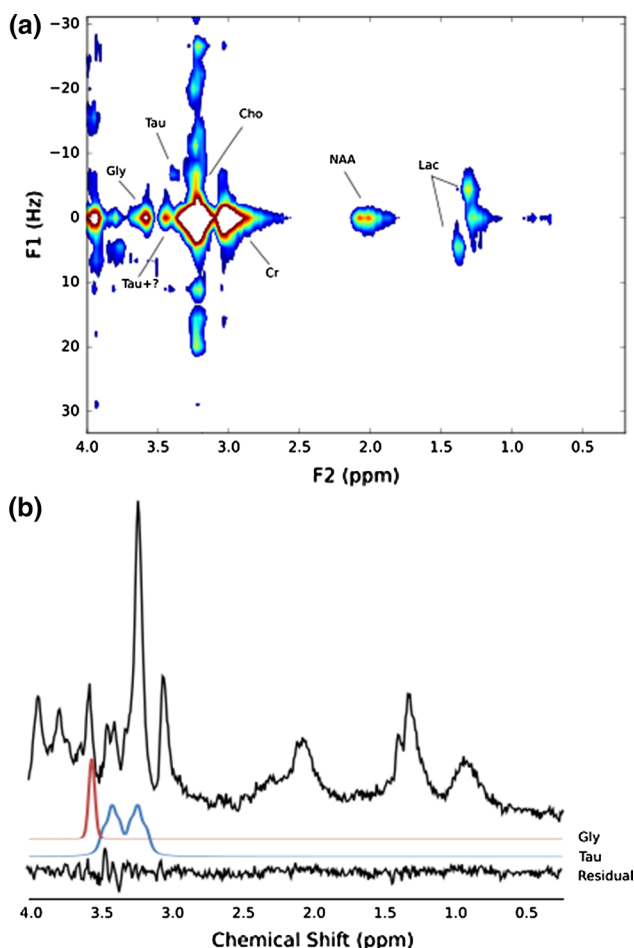 (a)
−30
−20
−10
0
10
20
30
F1 (Hz)
Gly
Tau
Cho
Tau+?
Cr
NAA
Lac
4.0 3.5 3.0 2.5 2.0 1.5 1.0 0.5
F2 (ppm)
(b)
Gly
Tau
Residual
4.0 3.5 3.0 2.5 2.0 1.5 1.0 0.5
Chemical Shift (ppm)